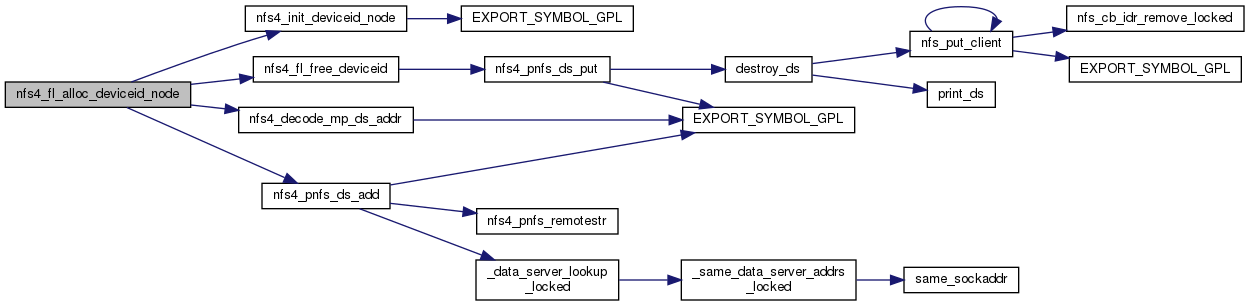 nfs4_fl_alloc_deviceid_node
nfs4_init_deviceid_node
EXPORT_SYMBOL_GPL
nfs4_fl_free_deviceid
nfs4_pnfs_ds_put
destroy_ds
nfs_put_client
nfs_cb_idr_remove_locked
EXPORT_SYMBOL_GPL
print_ds
nfs4_decode_mp_ds_addr
EXPORT_SYMBOL_GPL
nfs4_pnfs_ds_add
nfs4_pnfs_remotestr
_data_server_lookup
_locked
_same_data_server_addrs
_locked
same_sockaddr